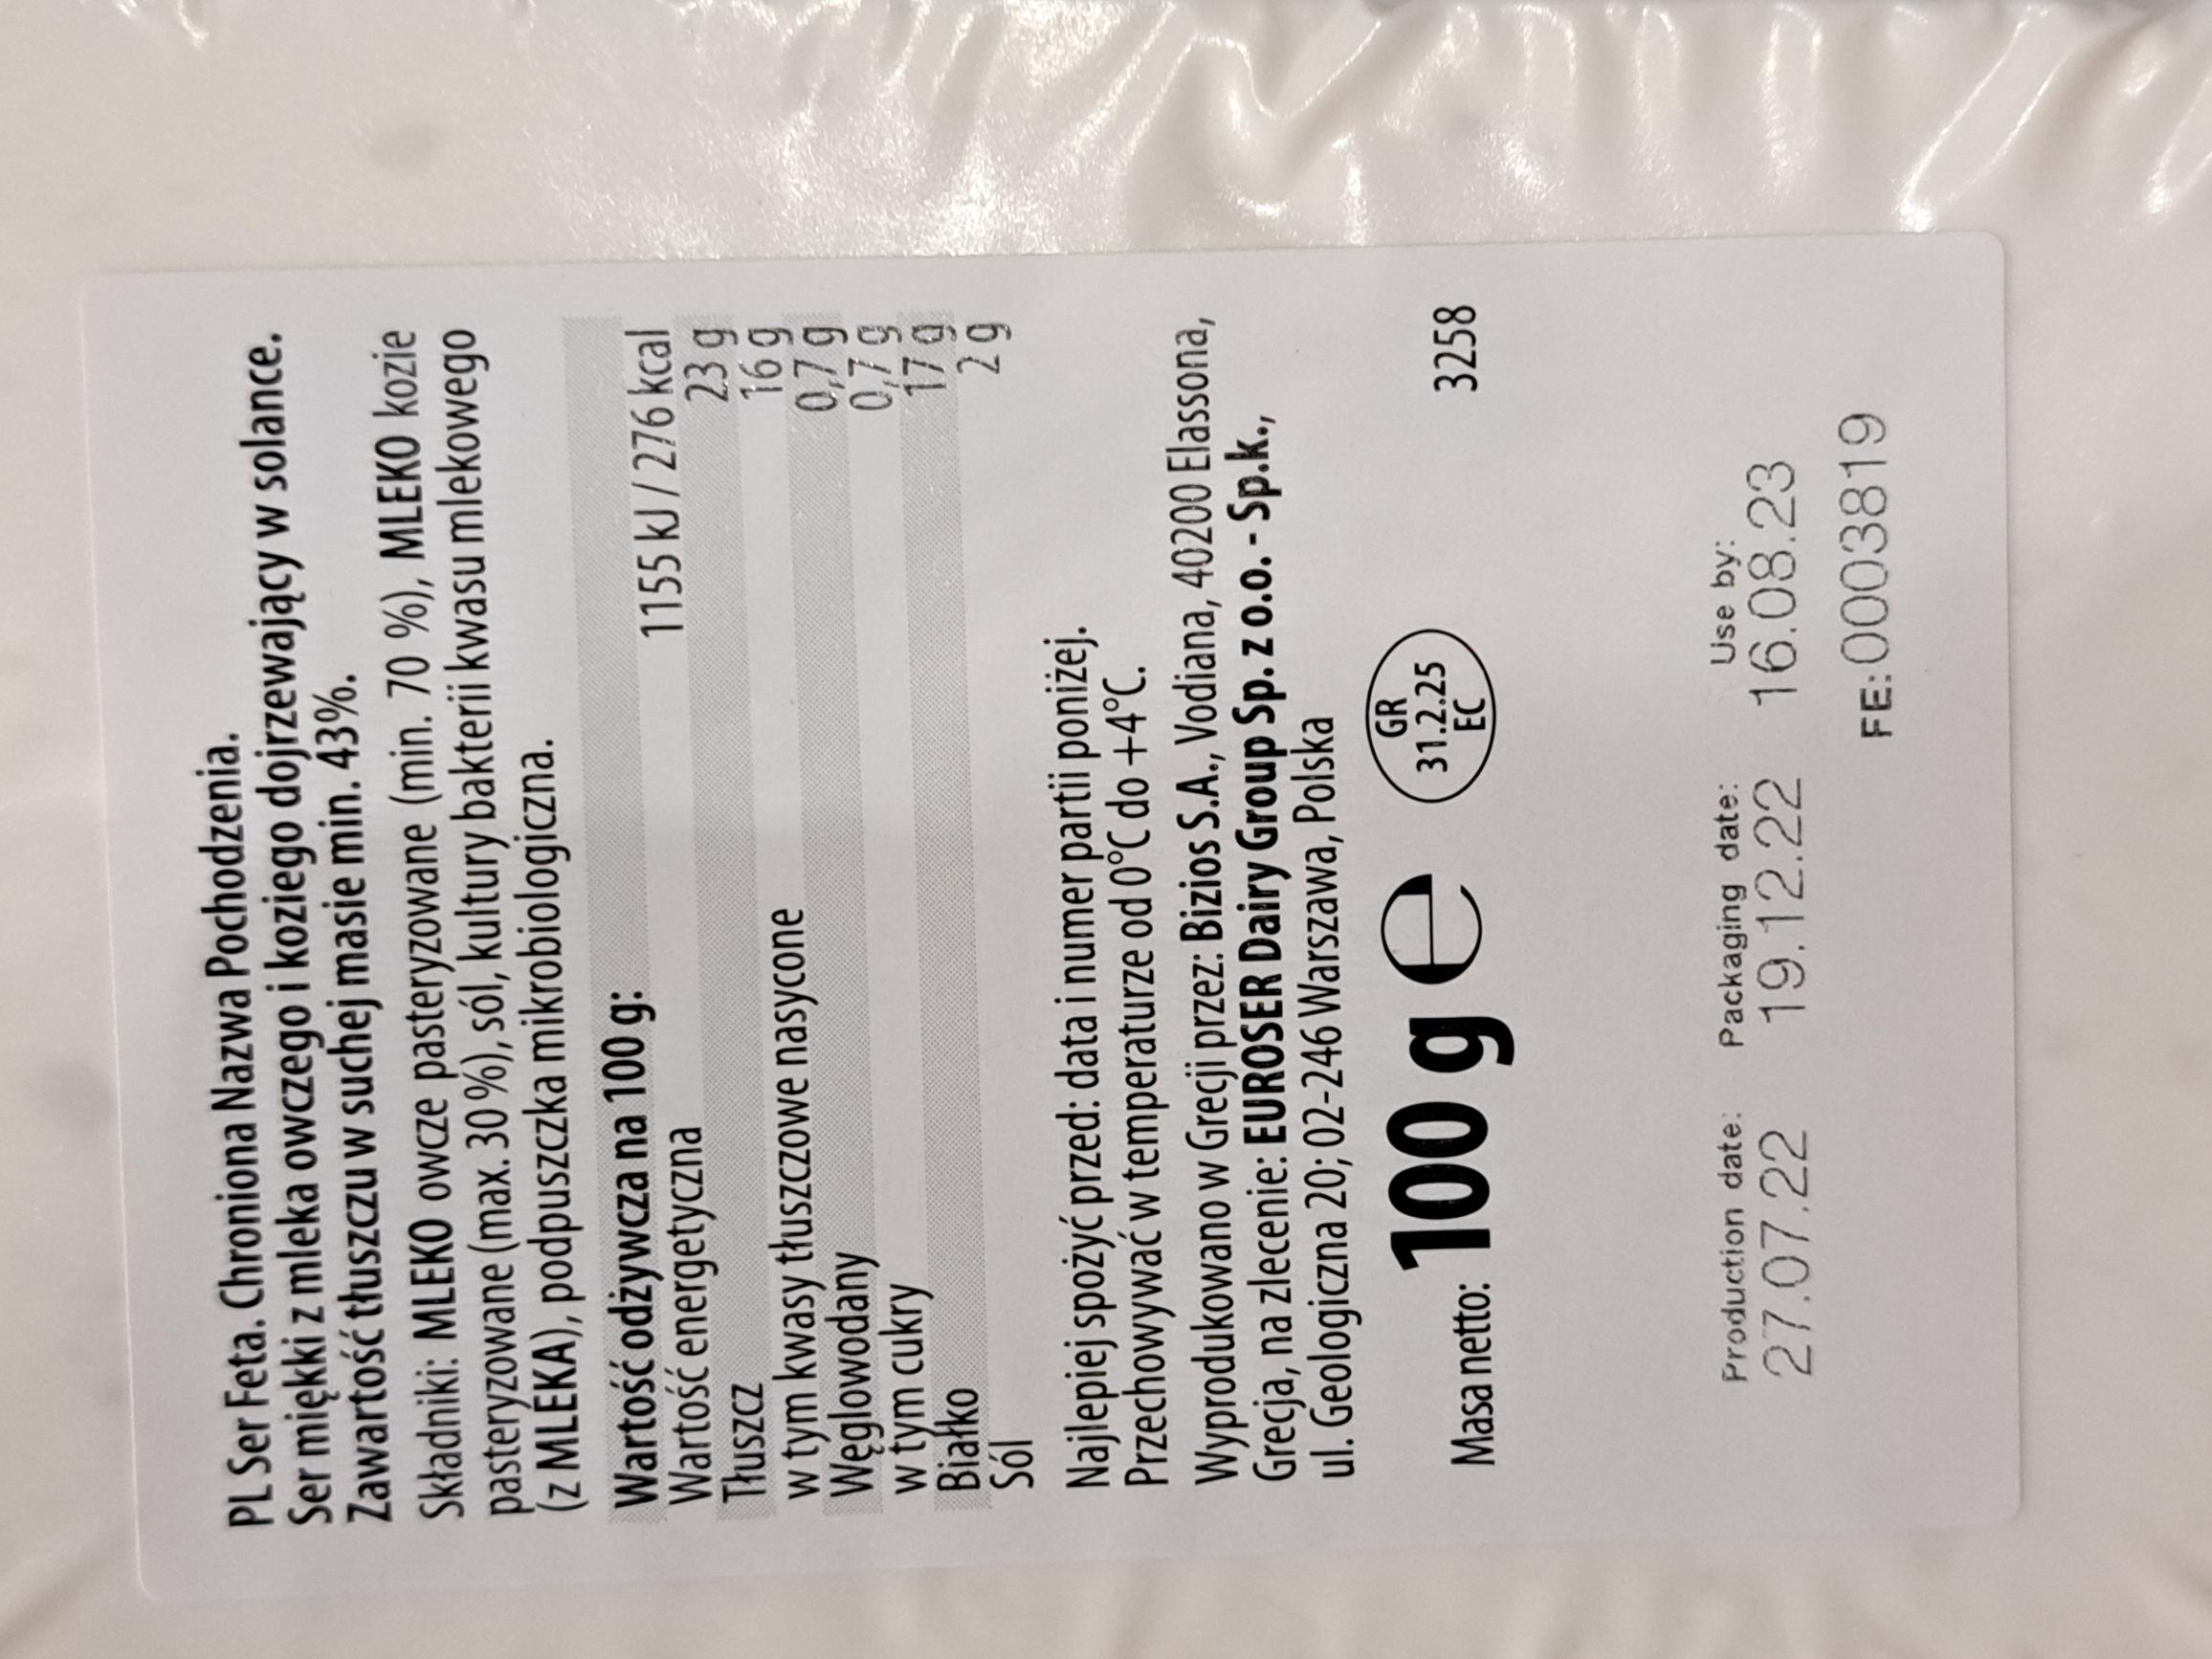 PL Ser Feta. Chroniona Nazwa Pochodzenia.
Ser miękki z mleka owczego i koziego dojrzewający w solance.
Zawartość tłuszczu w suchej masie min. 43%.
Składniki: MLEKO owcze pasteryzowane (min. 70 %), MLEKO kozie
pasteryzowane (max. 30 %), sól, kultury bakterii kwasu mlekowego
(z MLEKA), podpuszczka mikrobiologiczna.
Wartość odżywcza na 100 g:
Wartość energetyczna 1155 kJ / 276 kcal
Tłuszcz 23 g
w tym kwasy tłuszczowe nasycone 16 g
Węglowodany 0,7 g
w tym cukry 0,7 g
Białko 17 g
Sól 2 g
Najlepiej spożyć przed: data i numer partii poniżej.
Przechowywać w temperaturze od 0°C do +4°C.
Wyprodukowano w Grecji przez: Bizios S.A., Vodiana, 40200 Elassona,
Grecja, na zlecenie: EUROSER Dairy Group Sp. z o.o. - Sp.k.,
ul. Geologiczna 20; 02-246 Warszawa, Polska
Masa netto: 100 g e
GR
31.2.25
EC
3258
Production date: Packaging date: Use by:
27.07.22 19.12.22 16.08.23
FE:0003819